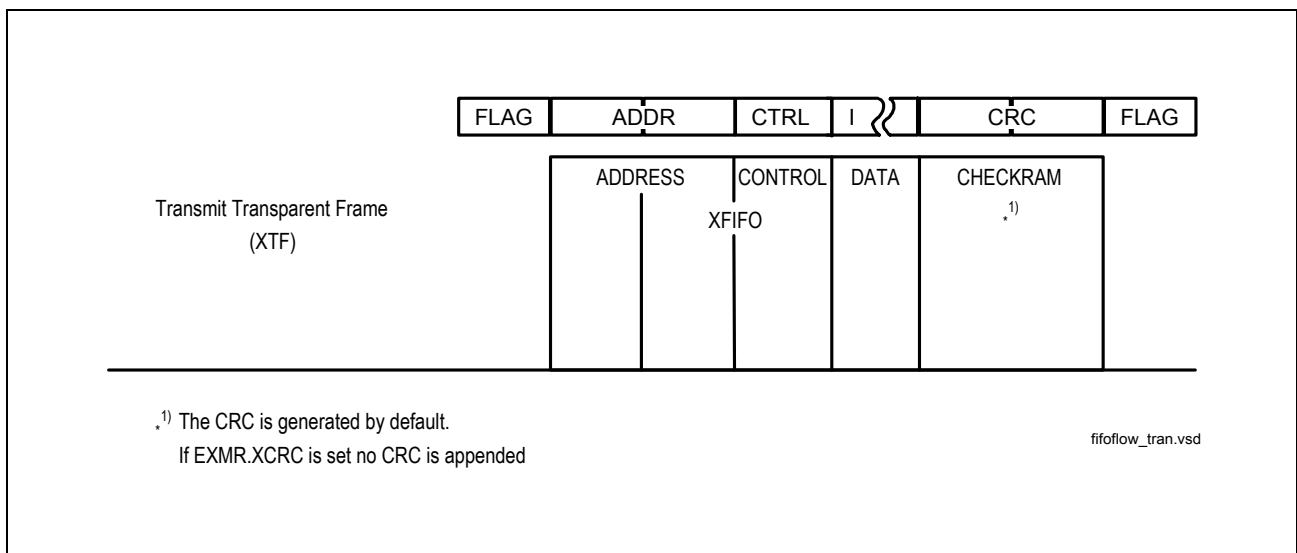 FLAG ADDR CTRL I CRC FLAG
ADDRESS CONTROL DATA CHECKRAM
Transmit Transparent Frame XFIFO *1)
(XTF)
*1) The CRC is generated by default.
If EXMR.XCRC is set no CRC is appended
fifoflow_tran.vsd